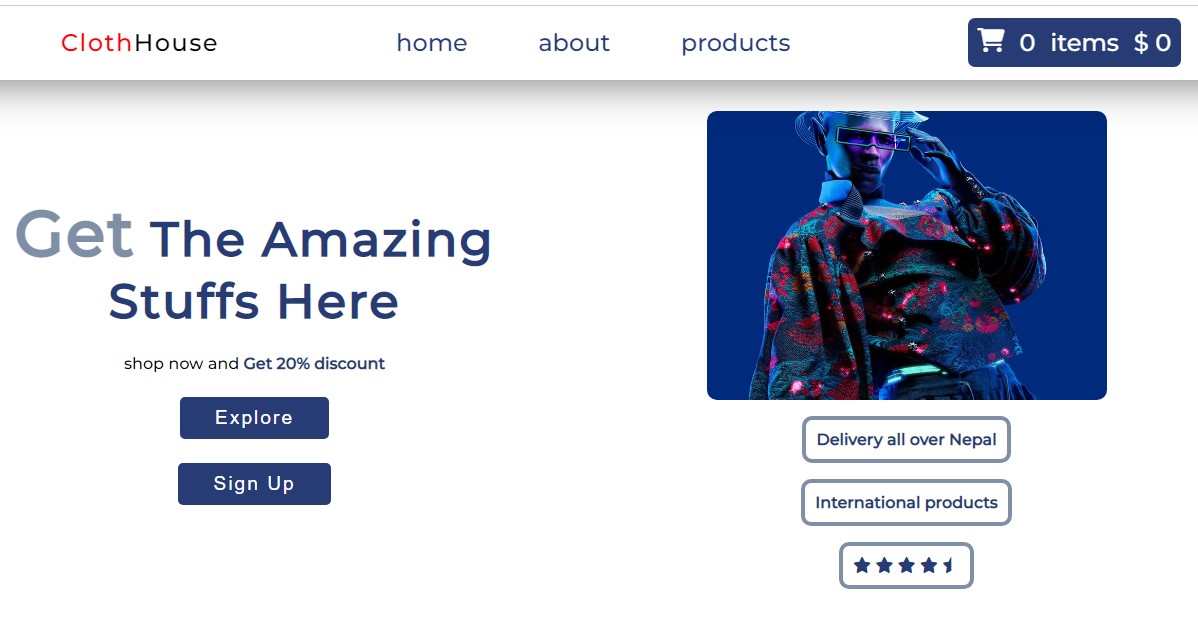 ClothHouse
home about products
0 items $ 0
Get The Amazing
Stuffs Here
shop now and Get 20% discount
Explore
Sign Up
Delivery all over Nepal
International products